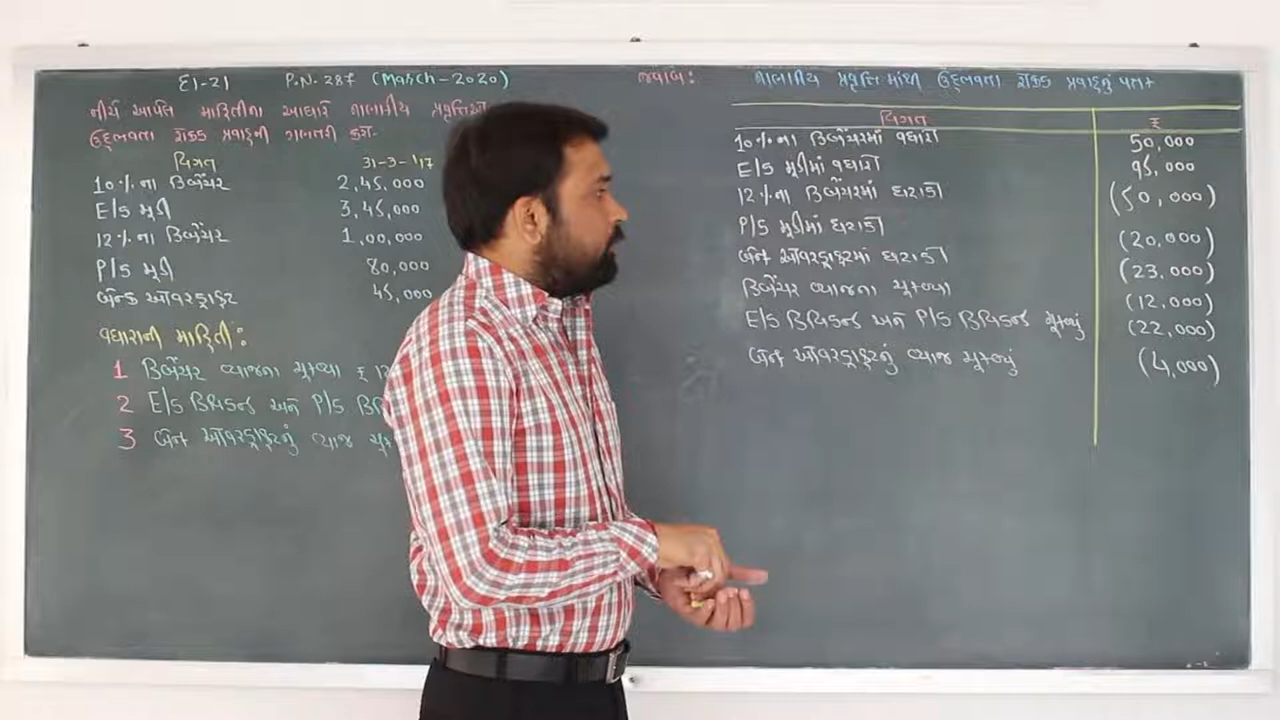 દા-21 P.N. 287 (March-2020)
નીચે આપેલ માહિતીના આધારે નાણાકીય પ્રવૃત્તિઓ
ઉદ્ભવતા રોકડ પ્રવાહની ગણતરી કરો.
વિગત 31-3-'17
10%ના ડિબેંચર 2,45,000
E/S મૂડી 3,45,000
12%ના ડિબેંચર 1,00,000
P/S મૂડી 80,000
બેન્ક ઓવરડ્રાફ્ટ 45,000
વધારાની માહિતી:
1 ડિબેંચર વ્યાજના ચૂકવ્યા ₹ 12
2 E/S ડિવિડન્ડ અને P/S ડિ
3 બેંન ઓવરડ્રાફ્ટનું વ્યાજ ચૂક
જવાબ: નાણાકીય પ્રવૃત્તિમાંથી ઉદ્ભવતા રોકડ પ્રવાહનું પત્રક
વિગત ₹
10%ના ડિબેંચરમાં વધારો 50,000
E/S મૂડીમાં વધારો 95,000
12%ના ડિબેંચરમાં ઘટાડો (50,000)
P/S મૂડીમાં ઘટાડો (20,000)
બેંન ઓવરડ્રાફ્ટમાં ઘટાડો (23,000)
ડિબેંચર વ્યાજના ચૂકવ્યા (12,000)
E/S ડિવિડન્ડ અને P/S ડિવિડન્ડ ચૂકવ્યું (22,000)
બેંન ઓવરડ્રાફ્ટનું વ્યાજ ચૂકવ્યું (4,000)